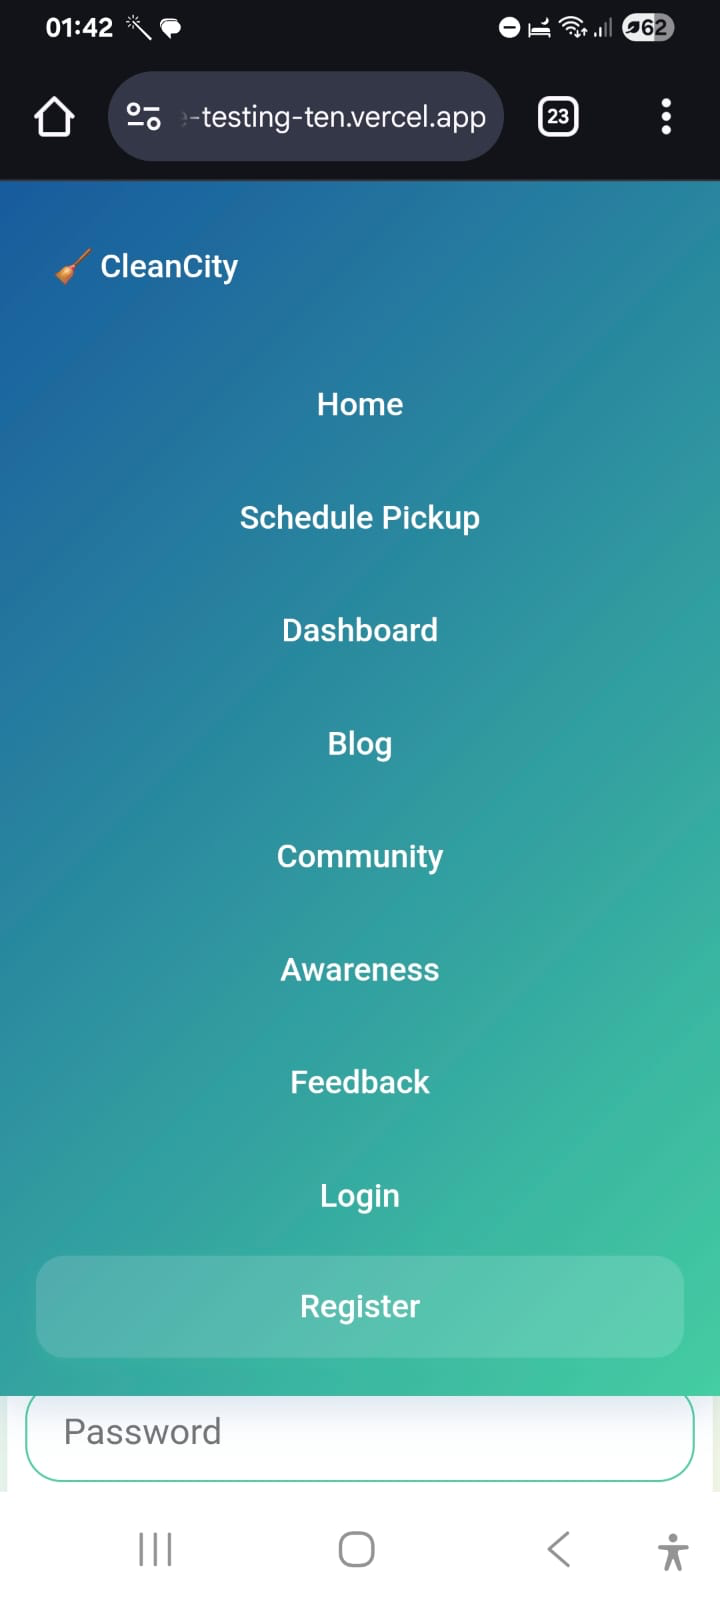 01:42
62
-testing-ten.vercel.app
23
CleanCity
Home
Schedule Pickup
Dashboard
Blog
Community
Awareness
Feedback
Login
Register
Password